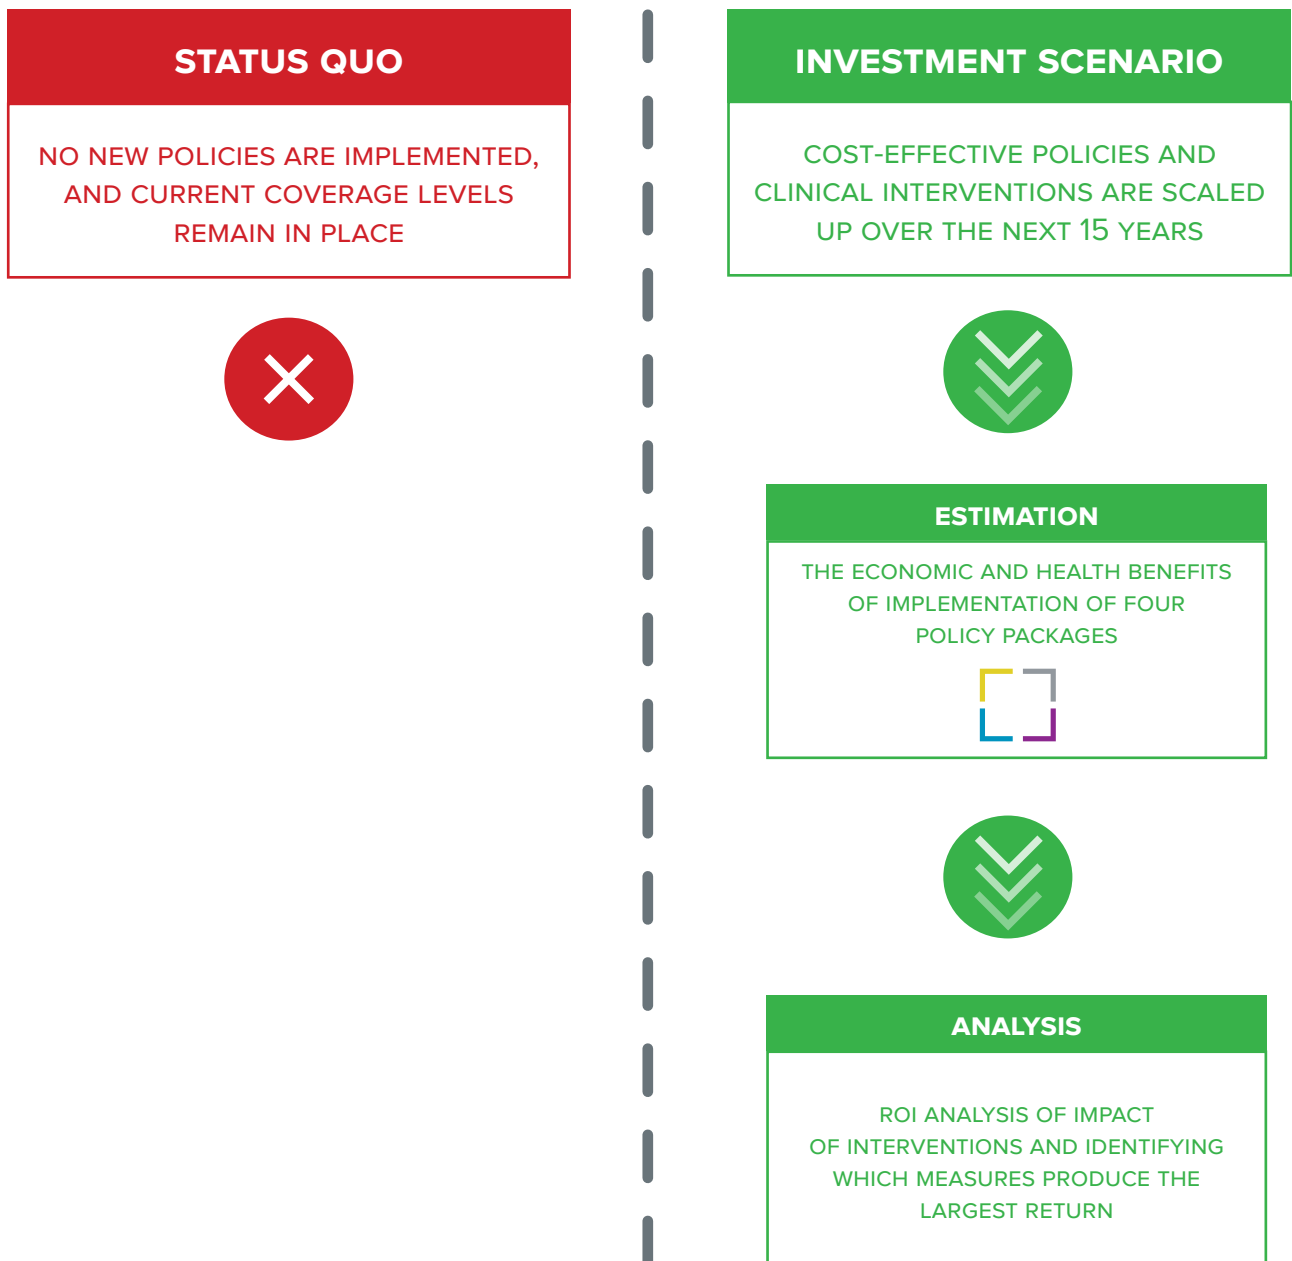 STATUS QUO
NO NEW POLICIES ARE IMPLEMENTED,
AND CURRENT COVERAGE LEVELS
REMAIN IN PLACE
INVESTMENT SCENARIO
COST-EFFECTIVE POLICIES AND
CLINICAL INTERVENTIONS ARE SCALED
UP OVER THE NEXT 15 YEARS
ESTIMATION
THE ECONOMIC AND HEALTH BENEFITS
OF IMPLEMENTATION OF FOUR
POLICY PACKAGES
ANALYSIS
ROI ANALYSIS OF IMPACT
OF INTERVENTIONS AND IDENTIFYING
WHICH MEASURES PRODUCE THE
LARGEST RETURN